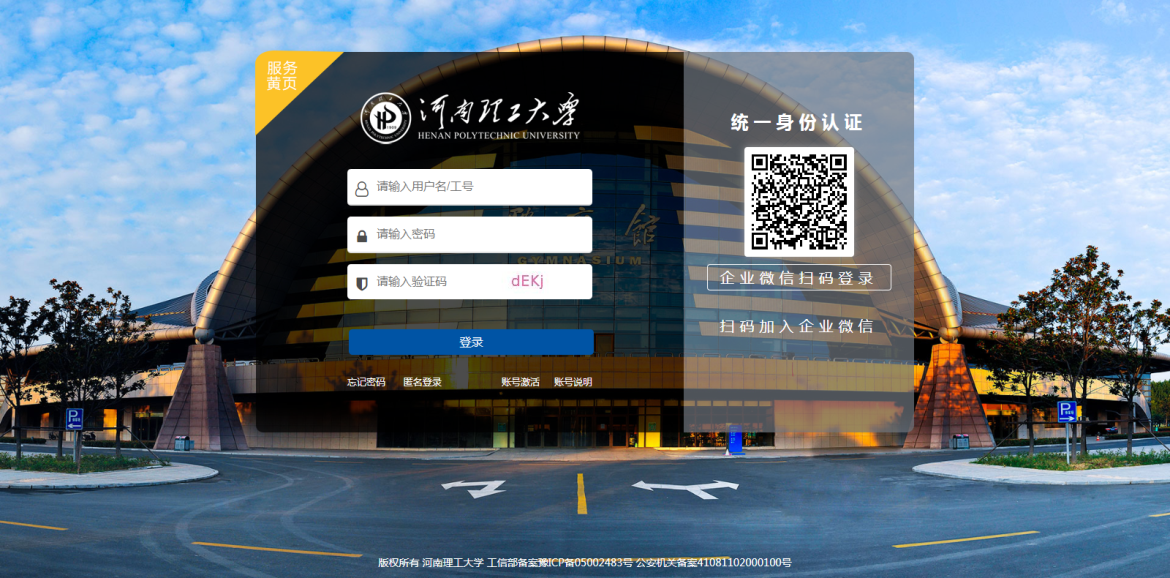 服务
黄页
河南理工大学
HENAN POLYTECHNIC UNIVERSITY
请输入用户名/工号
请输入密码
请输入验证码 dEKj
登录
忘记密码 匿名登录 账号激活 账号说明
统一身份认证
企业微信扫码登录
扫码加入企业微信
馆
GYMNASIUM
P
P
版权所有 河南理工大学 工信部备案豫ICP备05002483号 公安机关备案41081102000100号